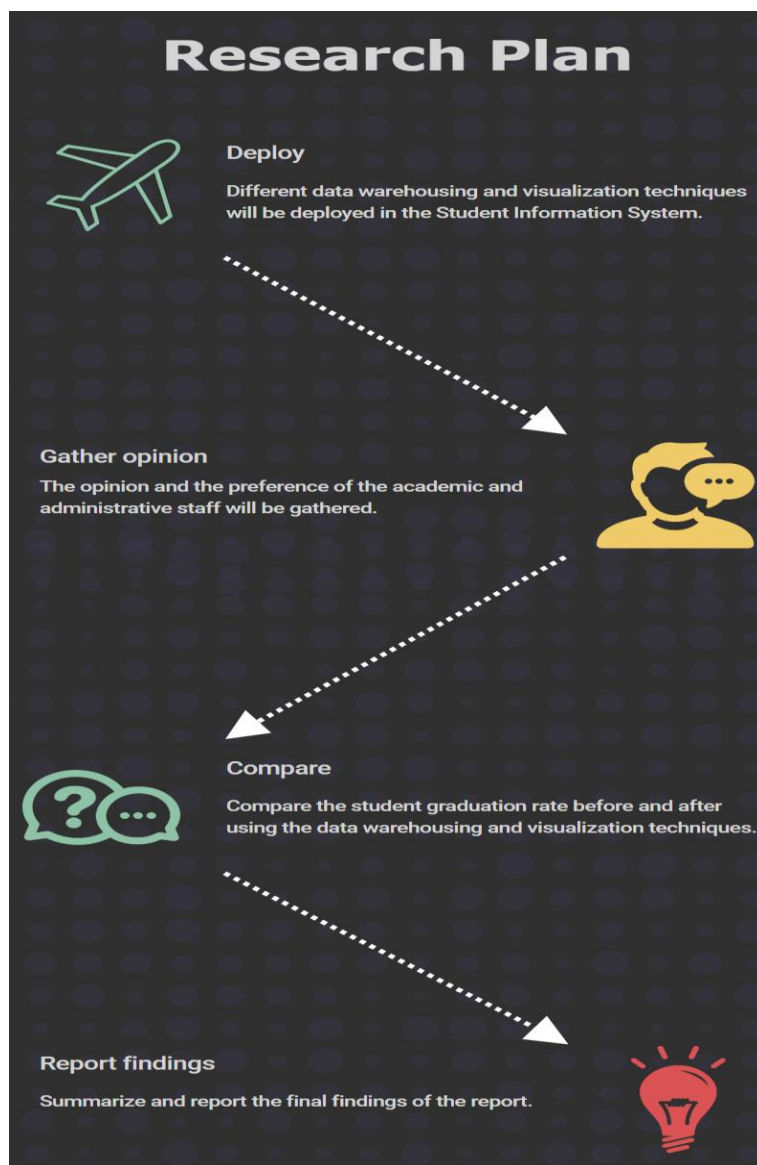 Research Plan
Deploy
Different data warehousing and visualization techniques
will be deployed in the Student Information System.
Gather opinion
The opinion and the preference of the academic and
administrative staff will be gathered.
Compare
Compare the student graduation rate before and after
using the data warehousing and visualization techniques.
Report findings
Summarize and report the final findings of the report.